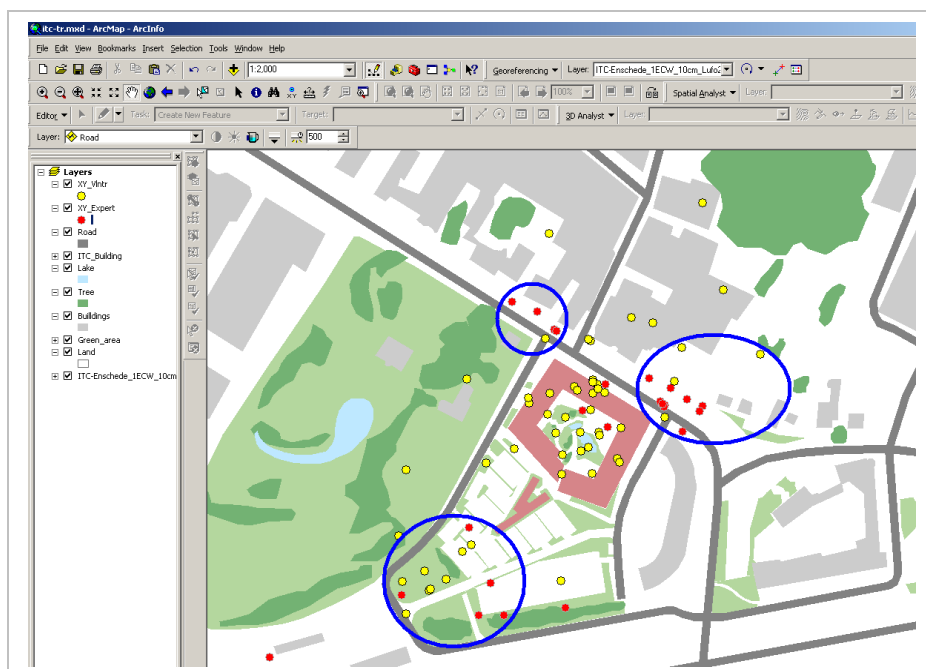 itc-tr.mxd - ArcMap - ArcInfo
File Edit View Bookmarks Insert Selection Tools Window Help
1:2,000 Georeferencing Layer: ITC-Enschede_1ECW_10cm_Lufo
100% Spatial Analyst Layer:
Editor Task: Create New Feature Target: 3D Analyst Layer:
Layer: Road 500
Layers
XY_Vlntr
XY_Expert
Road
ITC_Building
Lake
Tree
Buildings
Green_area
Land
ITC-Enschede_1ECW_10cm